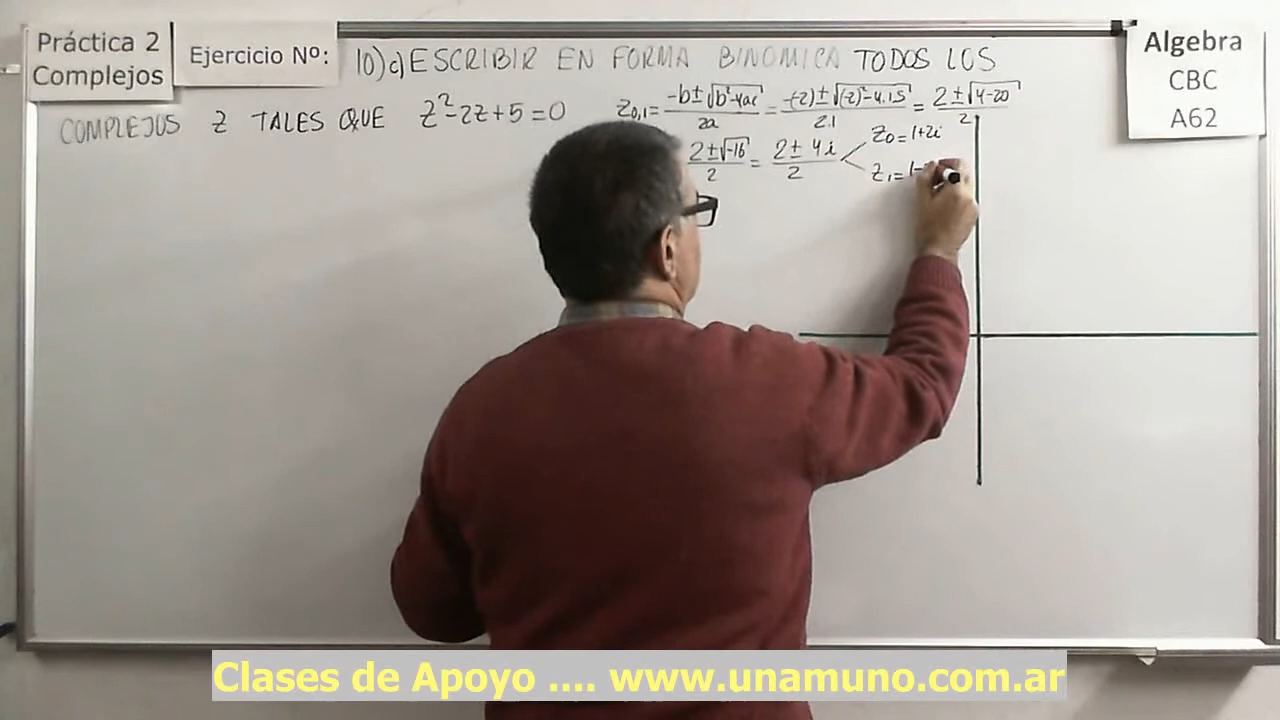 Práctica 2
Complejos
Ejercicio Nº:
10) c) ESCRIBIR EN FORMA BINOMICA TODOS LOS
COMPLEJOS Z TALES QUE Z²-2Z+5=0
Z0,1 = (-b±√(b²-4ac))/2a = (-(-2)±√((-2)²-4.1.5))/2.1 = (2±√(4-20))/2
(2±√-16)/2 = (2±4i)/2
Z0=1+2i
Z1=1-
Algebra
CBC
A62
Clases de Apoyo .... www.unamuno.com.ar